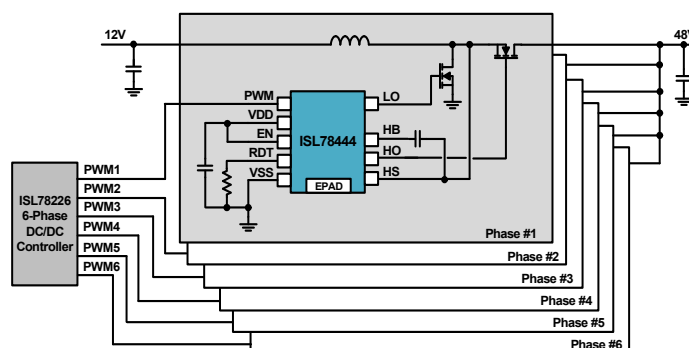 12V
48V
PWM
VDD
EN
RDT
VSS
ISL78444
EPAD
LO
HB
HO
HS
Phase #1
Phase #2
Phase #3
Phase #4
Phase #5
Phase #6
ISL78226
6-Phase
DC/DC
Controller
PWM1
PWM2
PWM3
PWM4
PWM5
PWM6